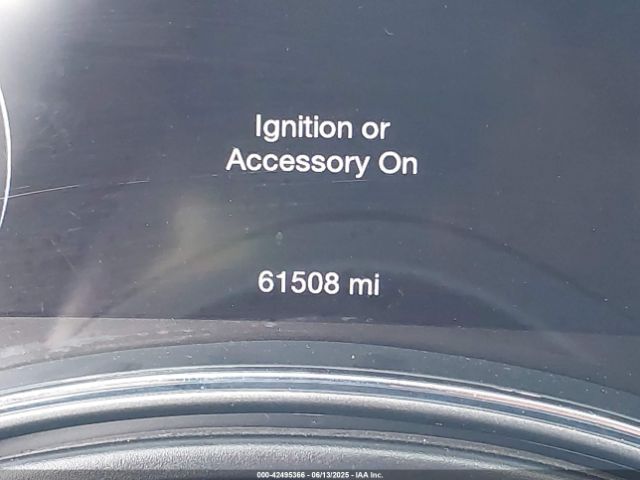 Ignition or
Accessory On
61508 mi
000-42495366 - 06/13/2025 - IAA Inc.